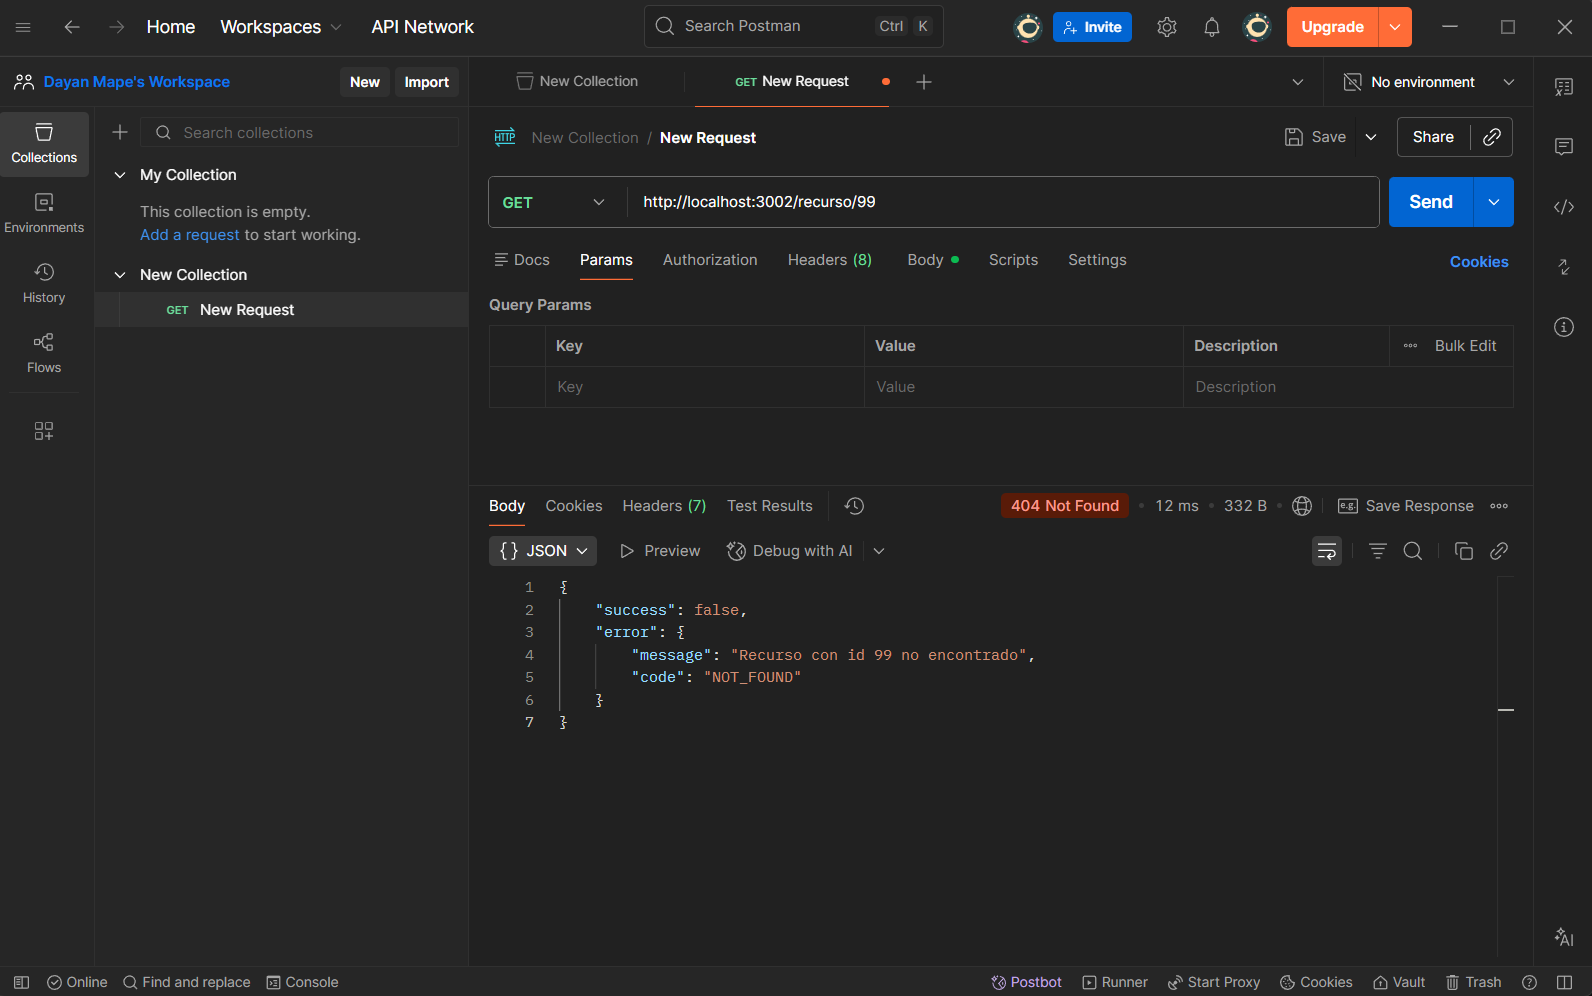 Home Workspaces API Network Search Postman Ctrl K Invite Upgrade
Dayan Mape's Workspace New Import New Collection GET New Request No environment
Collections
Environments
History
Flows
Search collections
My Collection
This collection is empty.
Add a request to start working.
New Collection
GET New Request
HTTP New Collection / New Request Save Share
GET http://localhost:3002/recurso/99 Send
Docs Params Authorization Headers (8) Body Scripts Settings Cookies
Query Params
Key Value Description Bulk Edit
Key Value Description
Body Cookies Headers (7) Test Results 404 Not Found 12 ms 332 B e.g. Save Response
{} JSON Preview Debug with AI
1 {
2 "success": false,
3 "error": {
4 "message": "Recurso con id 99 no encontrado",
5 "code": "NOT_FOUND"
6 }
7 }
AI
Online Find and replace Console Postbot Runner Start Proxy Cookies Vault Trash